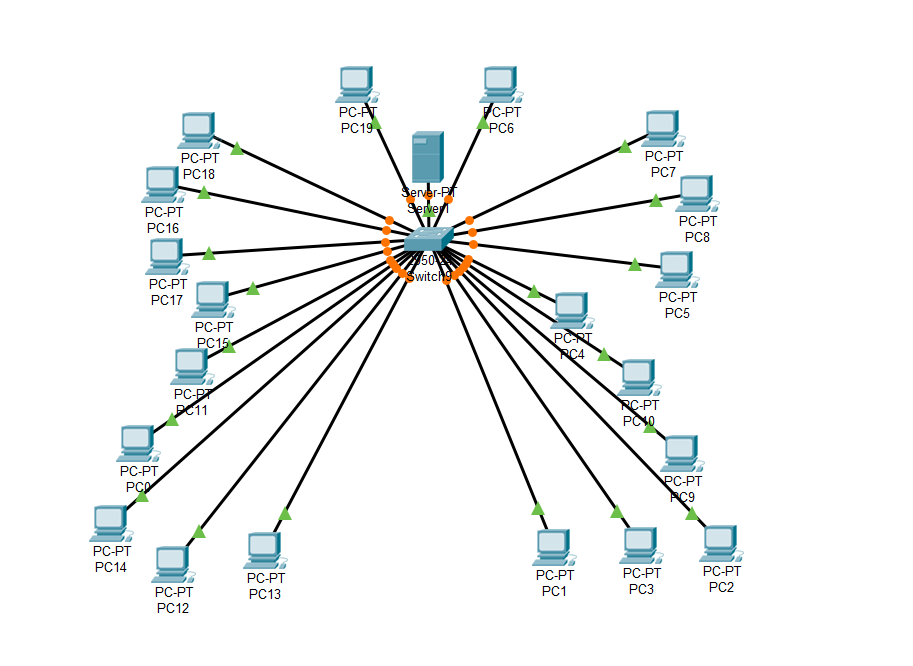 PC-PT
PC19
PC-PT
PC6
PC-PT
PC18
PC-PT
PC7
PC-PT
PC16
Server-PT
Server1
PC-PT
PC8
PC-PT
PC17
Switch9
PC-PT
PC5
PC-PT
PC15
PC-PT
PC4
PC-PT
PC11
PC-PT
PC10
PC-PT
PC0
PC-PT
PC9
PC-PT
PC14
PC-PT
PC12
PC-PT
PC13
PC-PT
PC1
PC-PT
PC3
PC-PT
PC2